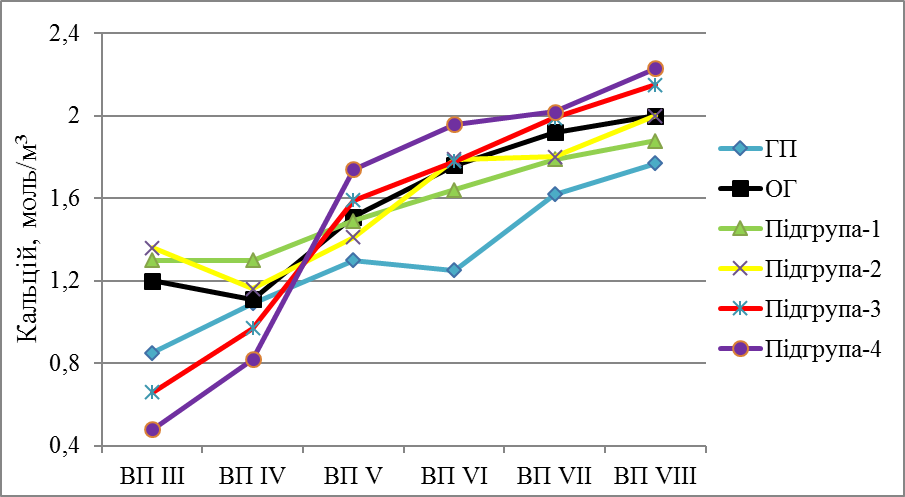 Кальцій, моль/м³
2,4
2
1,6
1,2
0,8
0,4
ВП III ВП IV ВП V ВП VI ВП VII ВП VIII
ГП
ОГ
Підгрупа-1
Підгрупа-2
Підгрупа-3
Підгрупа-4